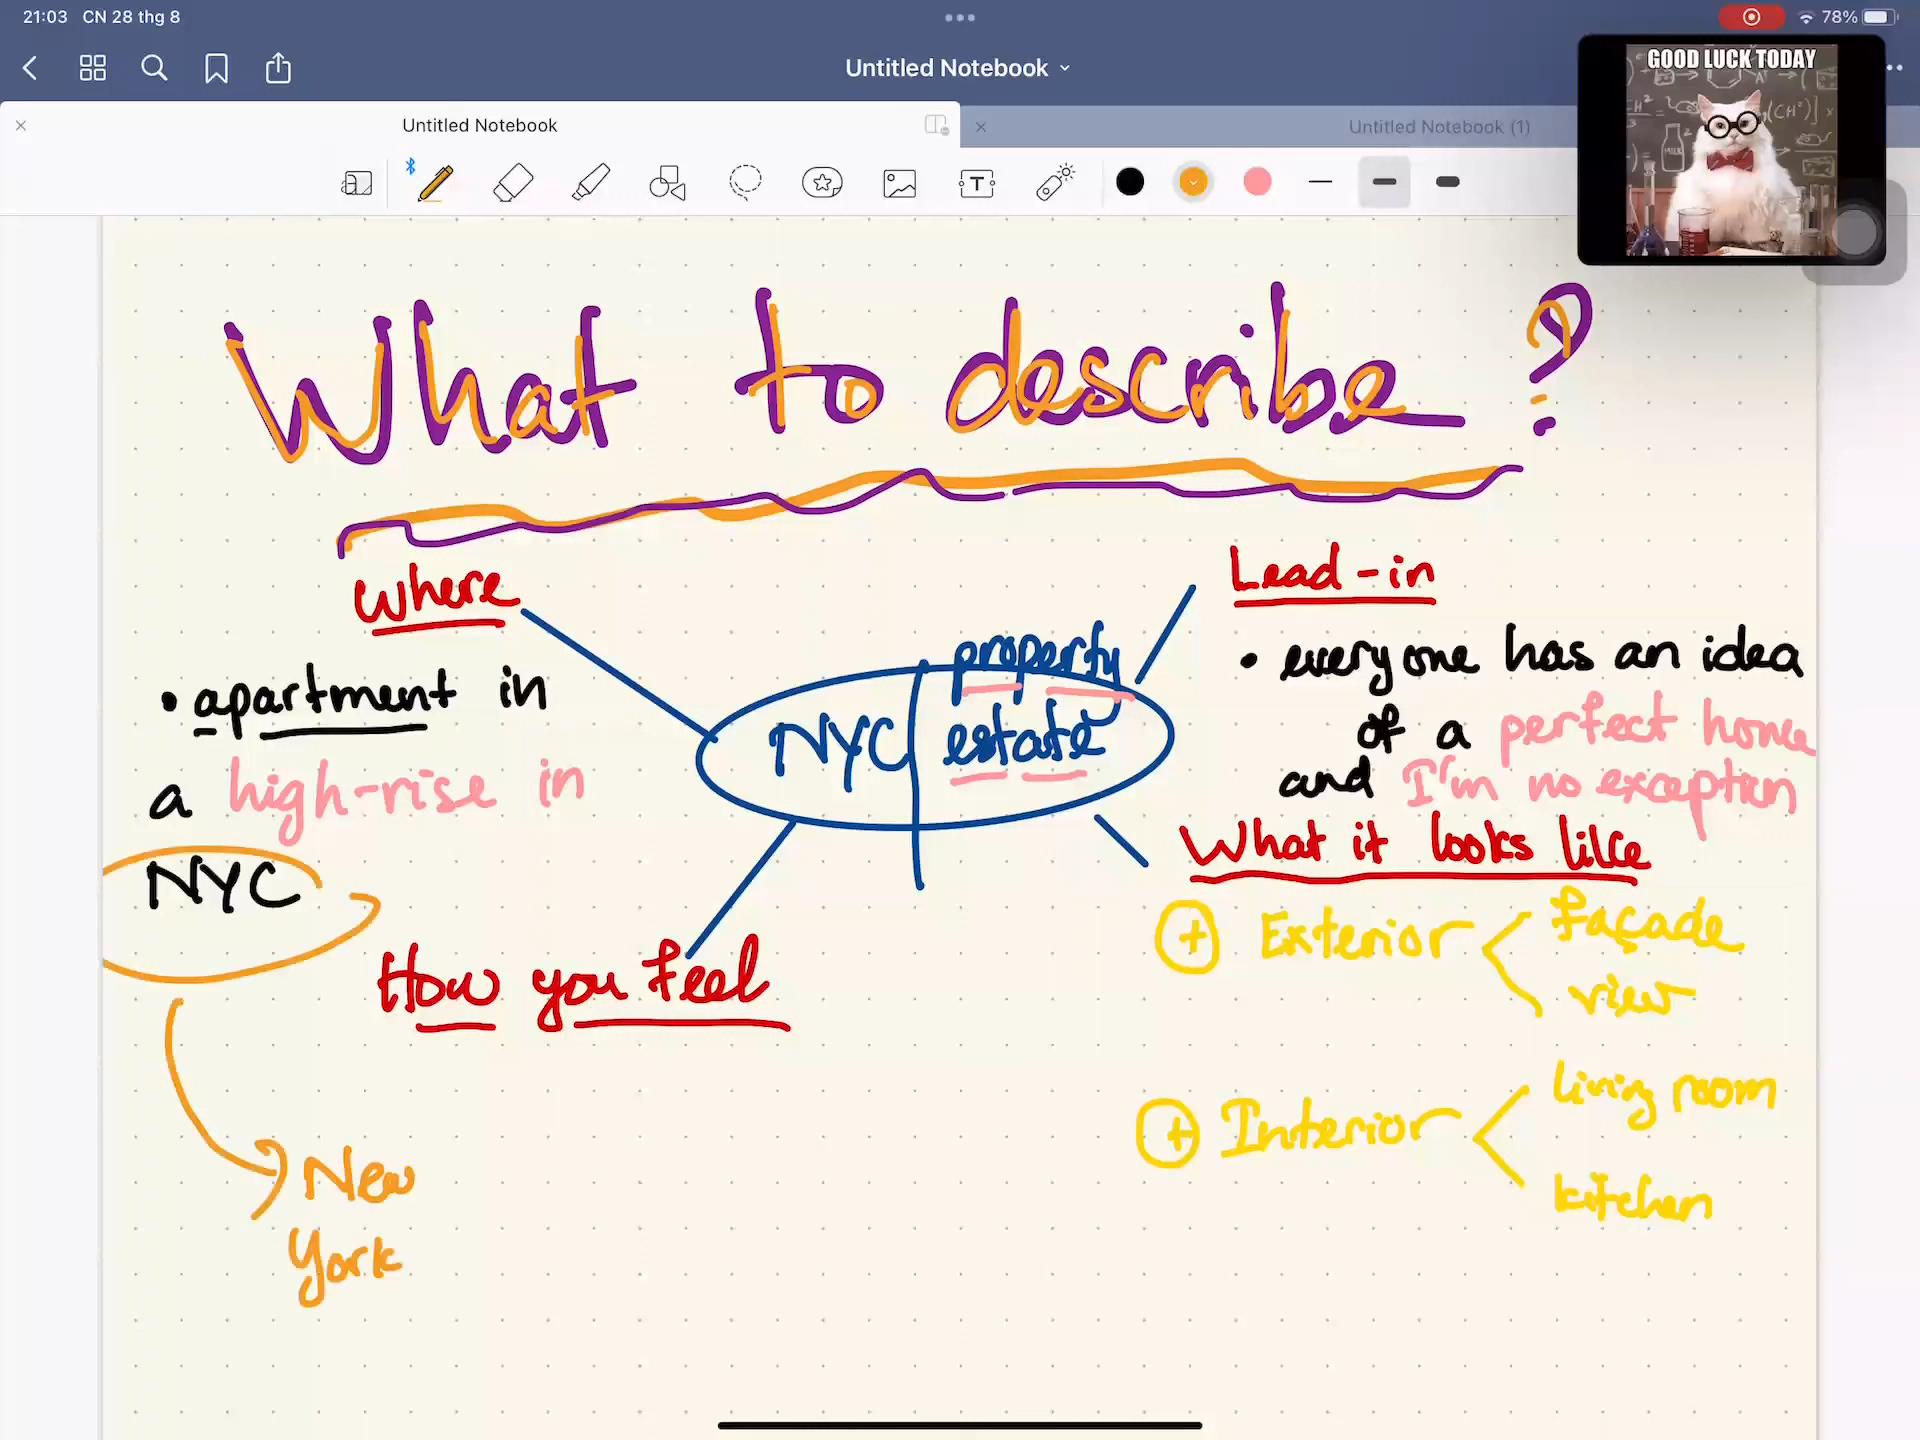 21:03 CN 28 thg 8
78%
Untitled Notebook
Untitled Notebook
Untitled Notebook (1)
GOOD LUCK TODAY
What to describe?
Where
• apartment in
a high-rise in
NYC
New
York
NYC
property
estate
Lead-in
• everyone has an idea
of a perfect home
and I'm no exception
What it looks like
+ Exterior
façade
view
+ Interior
living room
kitchen
How you feel